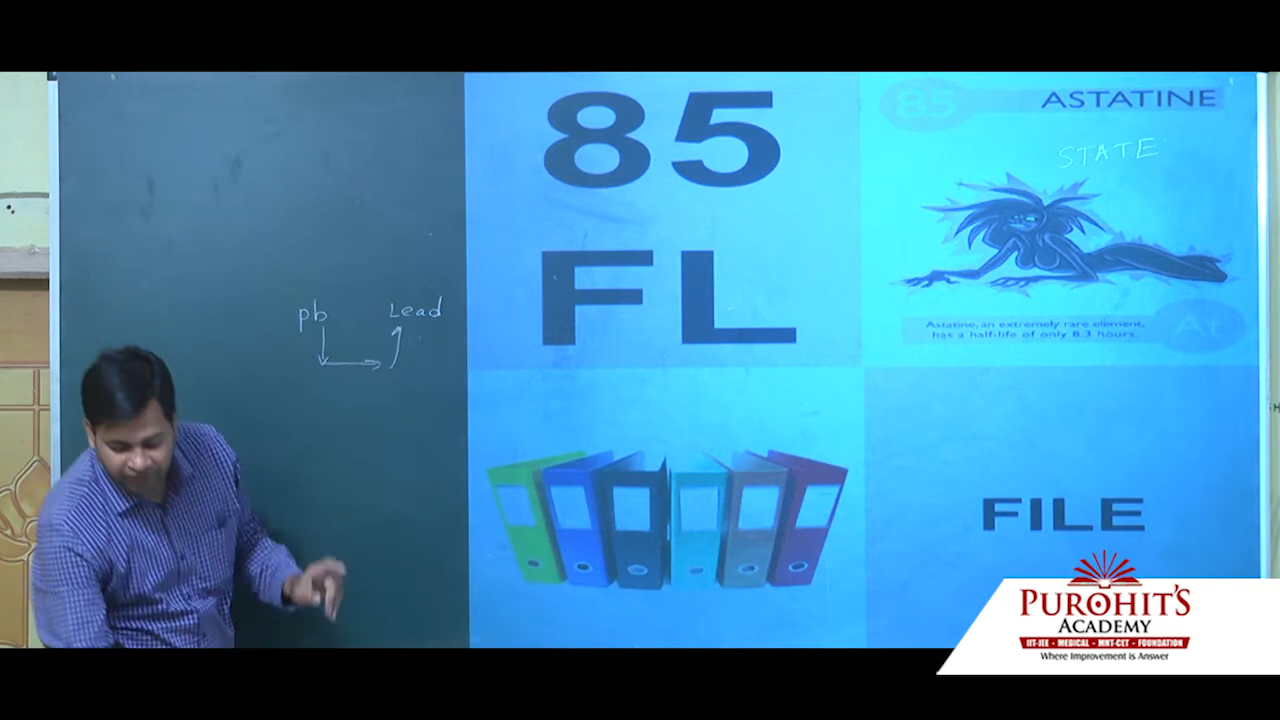 pb
Lead
85
FL
85
ASTATINE
STATE
Astatine, an extremely rare element,
has a half-life of only 8.3 hours.
At
FILE
PUROHIT'S
ACADEMY
IIT-JEE - MEDICAL - MHT-CET - FOUNDATION
Where Improvement is Answer